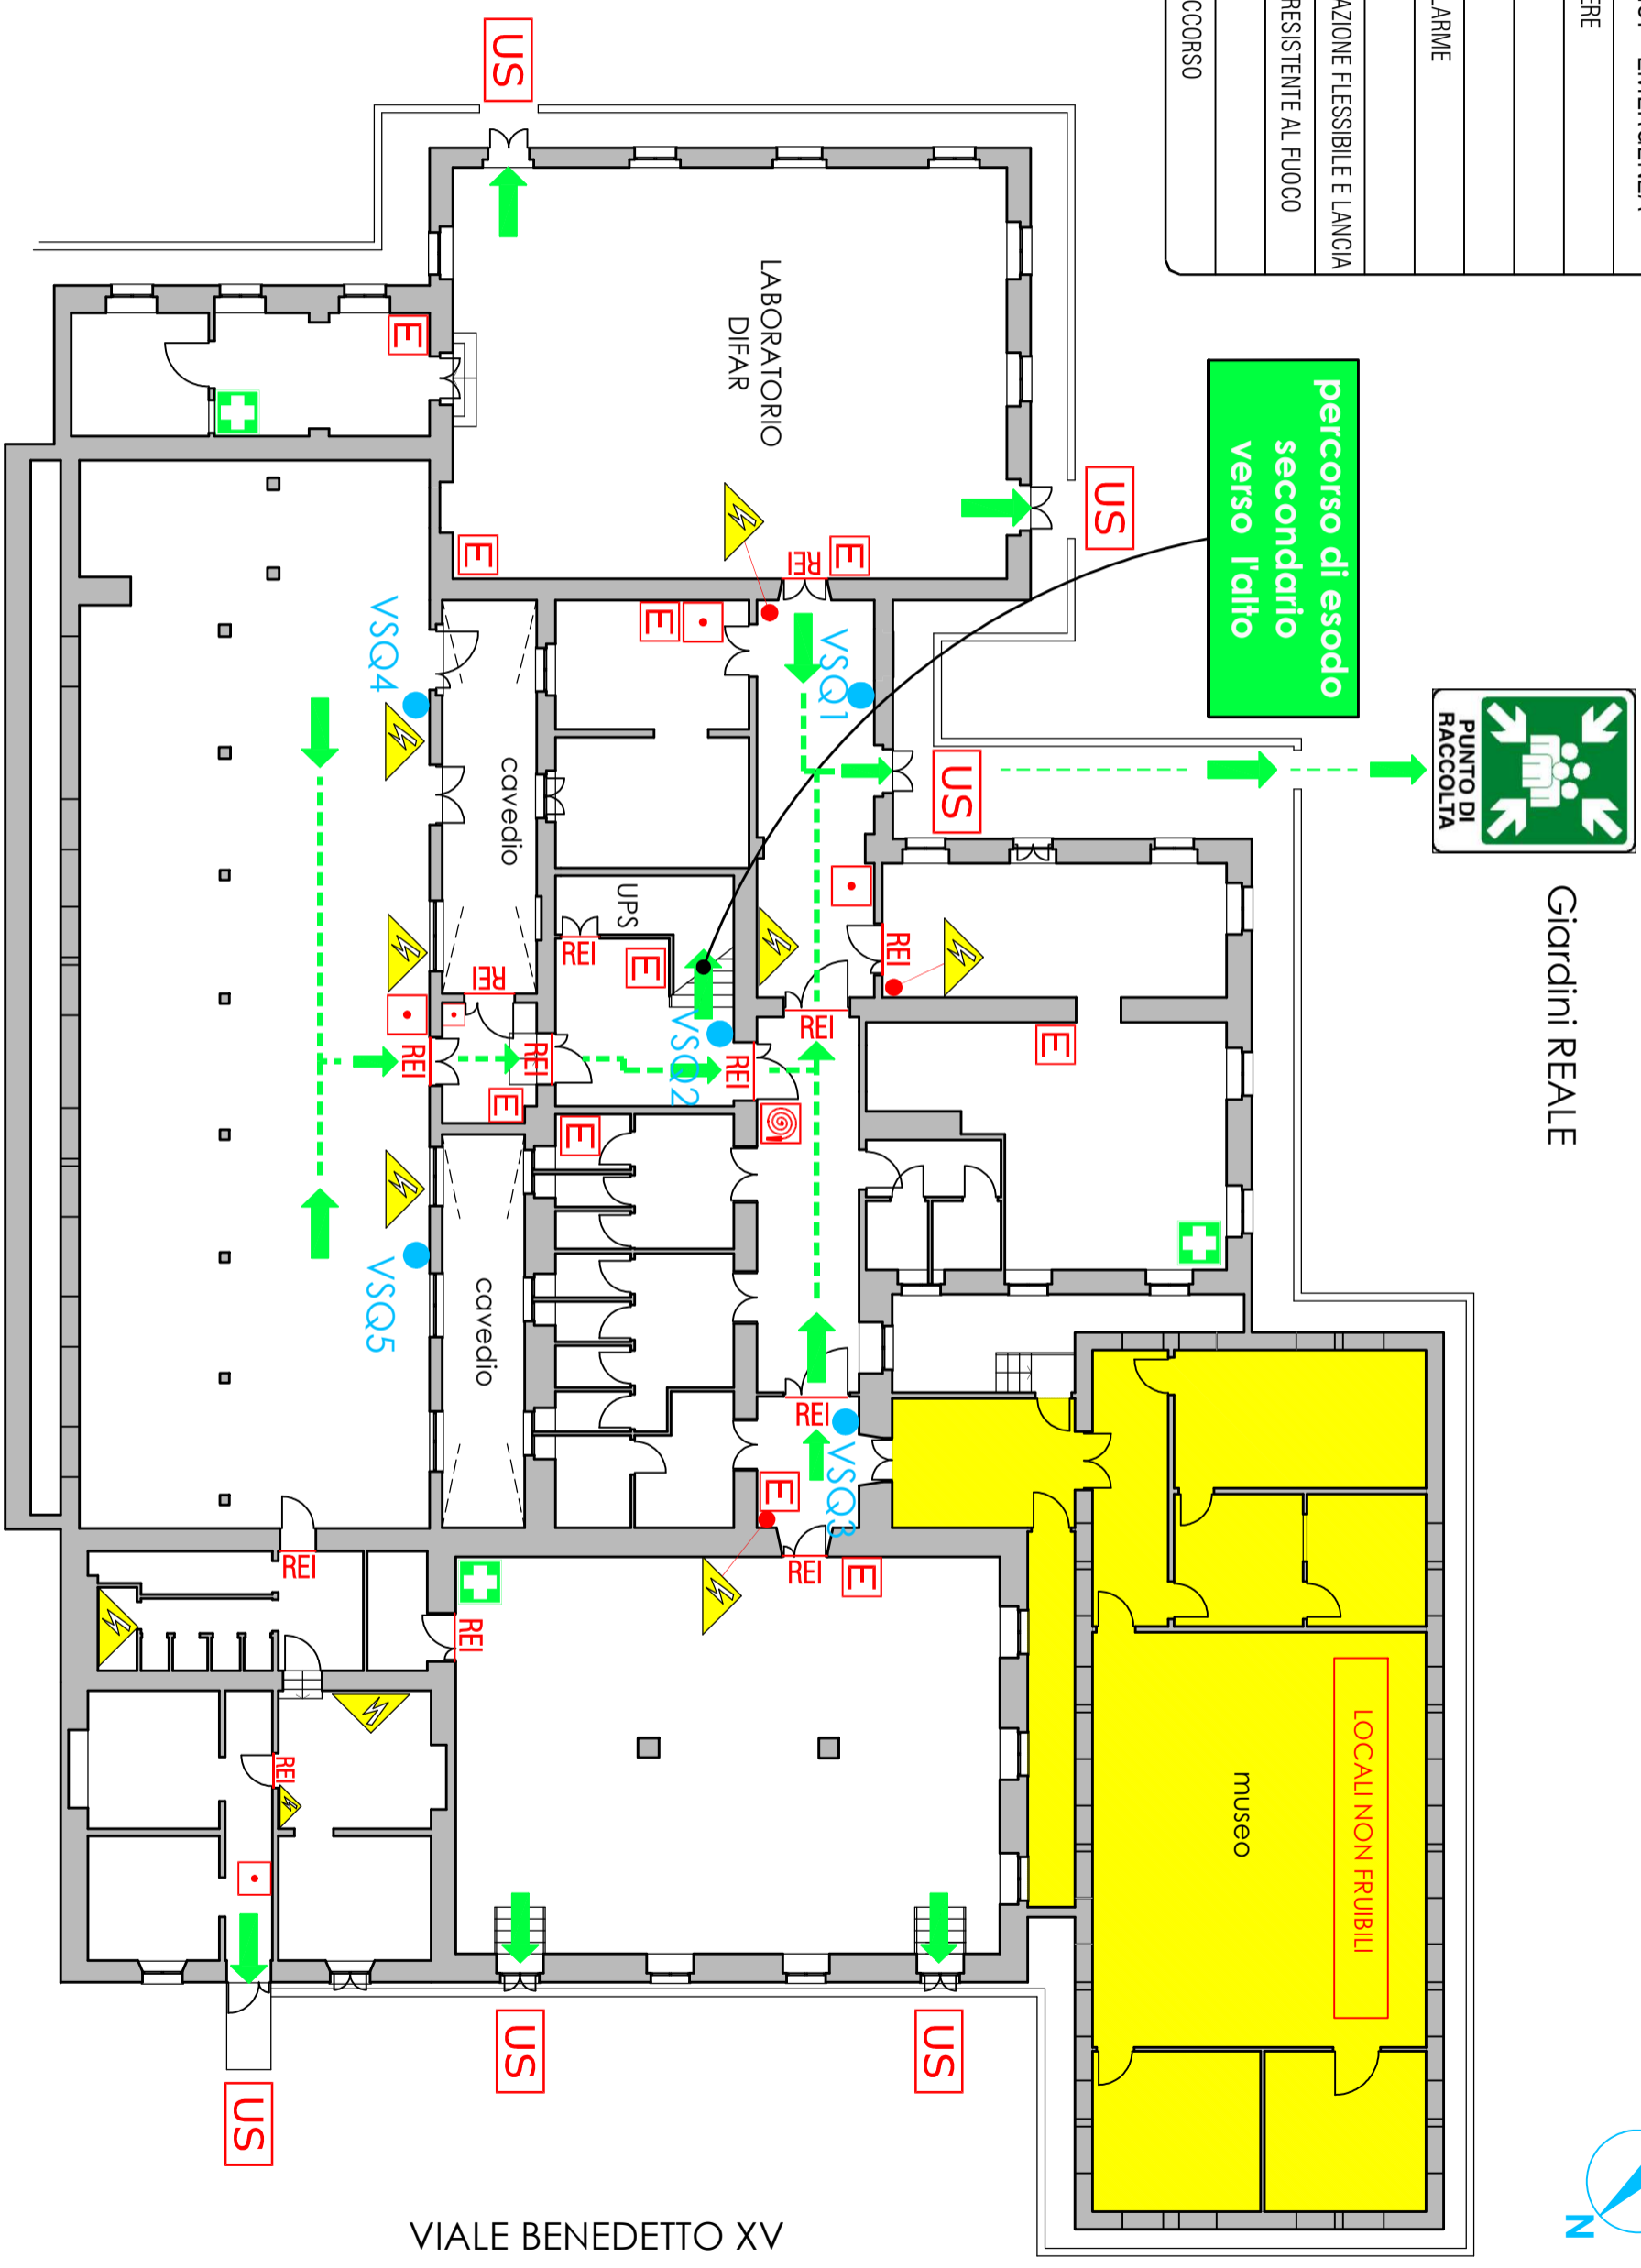 ERE
LARME
AZIONE FLESSIBILE E LANCIA
RESISTENTE AL FUOCO
CCORSO
percorso di esodo
secondario
verso l'alto
PUNTO DI
RACCOLTA
Giardini REALE
US
US
US
LABORATORIO
DIFAR
E
E
E
E
RE
VSQ1
VSQ4
cavedio
UPS
REI
REI
E
RE
REI
REI
REI
REI
VSQ2
E
E
E
VSQ5
cavedio
REI
VSQ3
E
REI
E
REI
REI
REI
LOCALI NON FRUIBILI
museo
US
US
US
VIALE BENEDETTO XV
N